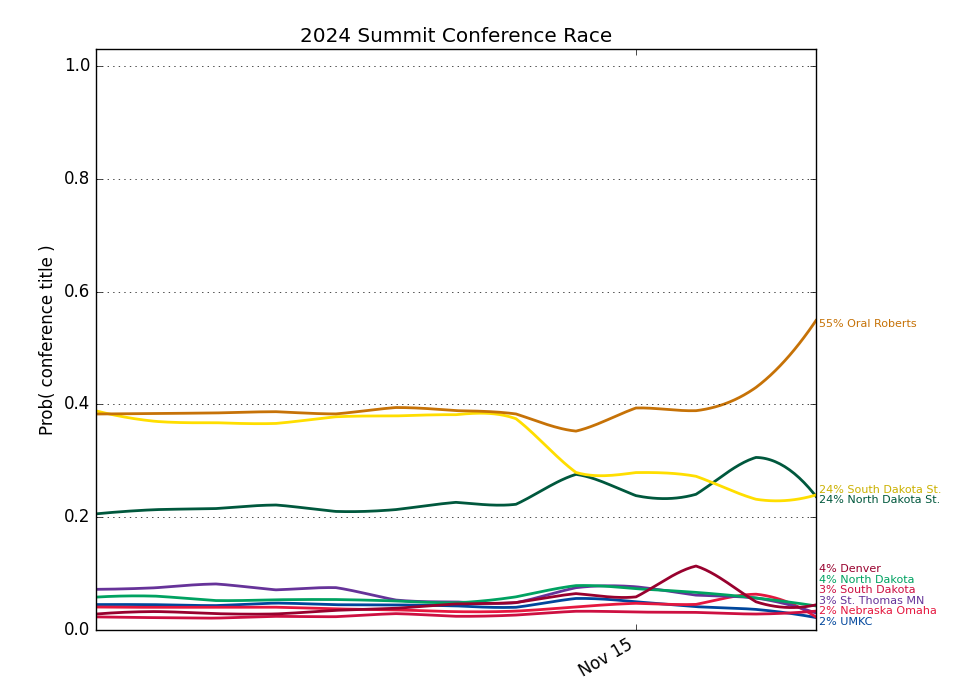 2024 Summit Conference Race
1.0
0.8
0.6
0.4
0.2
0.0
Prob( conference title )
Nov 15
55% Oral Roberts
24% South Dakota St.
24% North Dakota St.
4% Denver
4% North Dakota
3% South Dakota
3% St. Thomas MN
2% Nebraska Omaha
2% UMKC